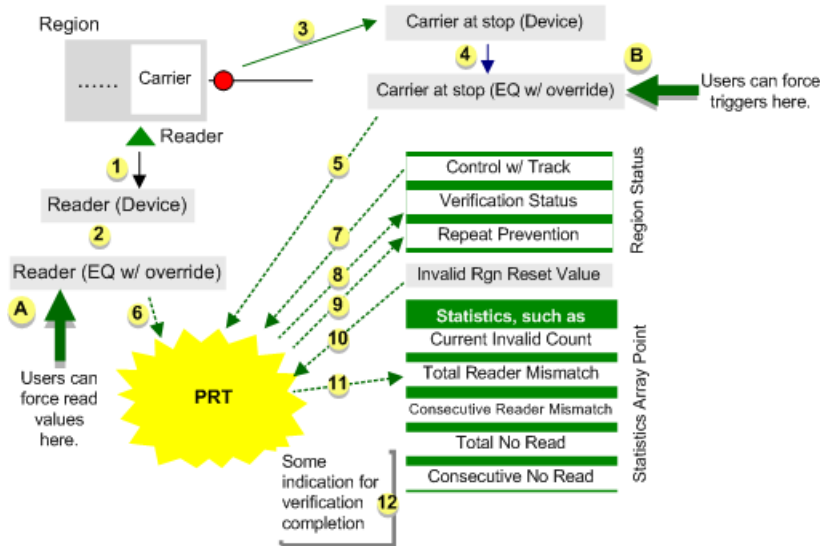 Region
......
Carrier
3
Carrier at stop (Device)
4
B
Carrier at stop (EQ w/ override)
Users can force
triggers here.
Reader
1
5
Reader (Device)
2
Reader (EQ w/ override)
A
6
Users can
force read
values
here.
PRT
7
8
9
10
11
Control w/ Track
Verification Status
Repeat Prevention
Region Status
Invalid Rgn Reset Value
Statistics, such as
Current Invalid Count
Total Reader Mismatch
Consecutive Reader Mismatch
Total No Read
Consecutive No Read
Statistics Array Point
Some
indication for
verification
completion
12